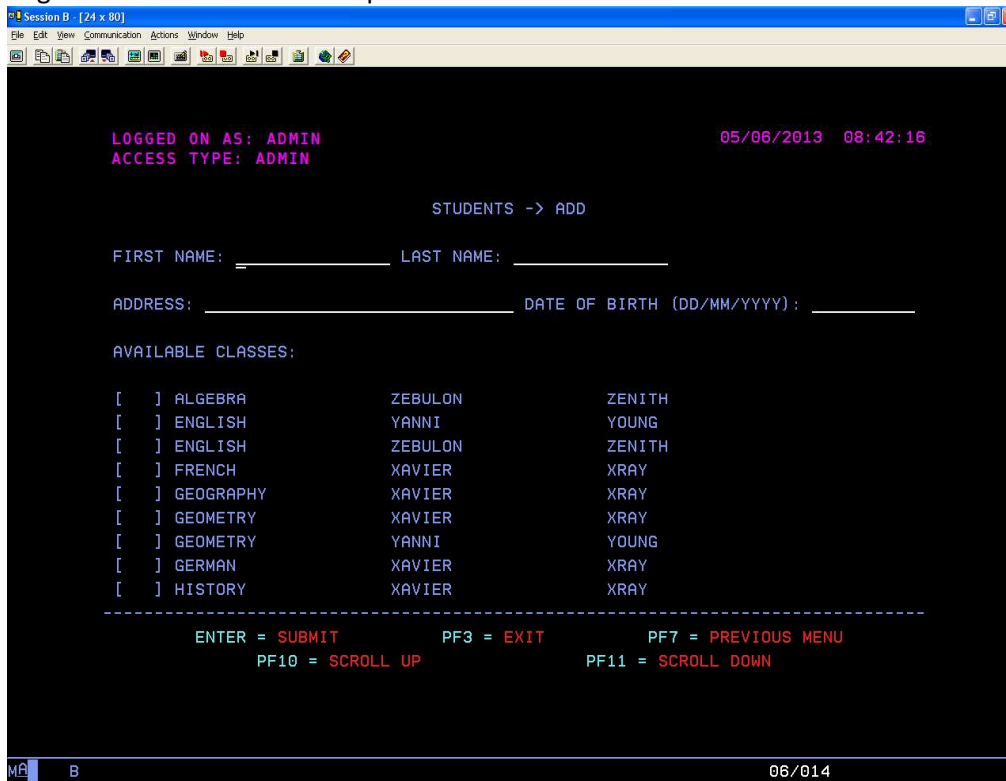 Session B - [24 x 80]
File Edit View Communication Actions Window Help
LOGGED ON AS: ADMIN 05/06/2013 08:42:16
ACCESS TYPE: ADMIN
STUDENTS -> ADD
FIRST NAME: _______________ LAST NAME: _______________
ADDRESS: ______________________________ DATE OF BIRTH (DD/MM/YYYY): __________
AVAILABLE CLASSES:
[ ] ALGEBRA ZEBULON ZENITH
[ ] ENGLISH YANNI YOUNG
[ ] ENGLISH ZEBULON ZENITH
[ ] FRENCH XAVIER XRAY
[ ] GEOGRAPHY XAVIER XRAY
[ ] GEOMETRY XAVIER XRAY
[ ] GEOMETRY YANNI YOUNG
[ ] GERMAN XAVIER XRAY
[ ] HISTORY XAVIER XRAY
--------------------------------------------------------------------------------
ENTER = SUBMIT PF3 = EXIT PF7 = PREVIOUS MENU
PF10 = SCROLL UP PF11 = SCROLL DOWN
MA B 06/014